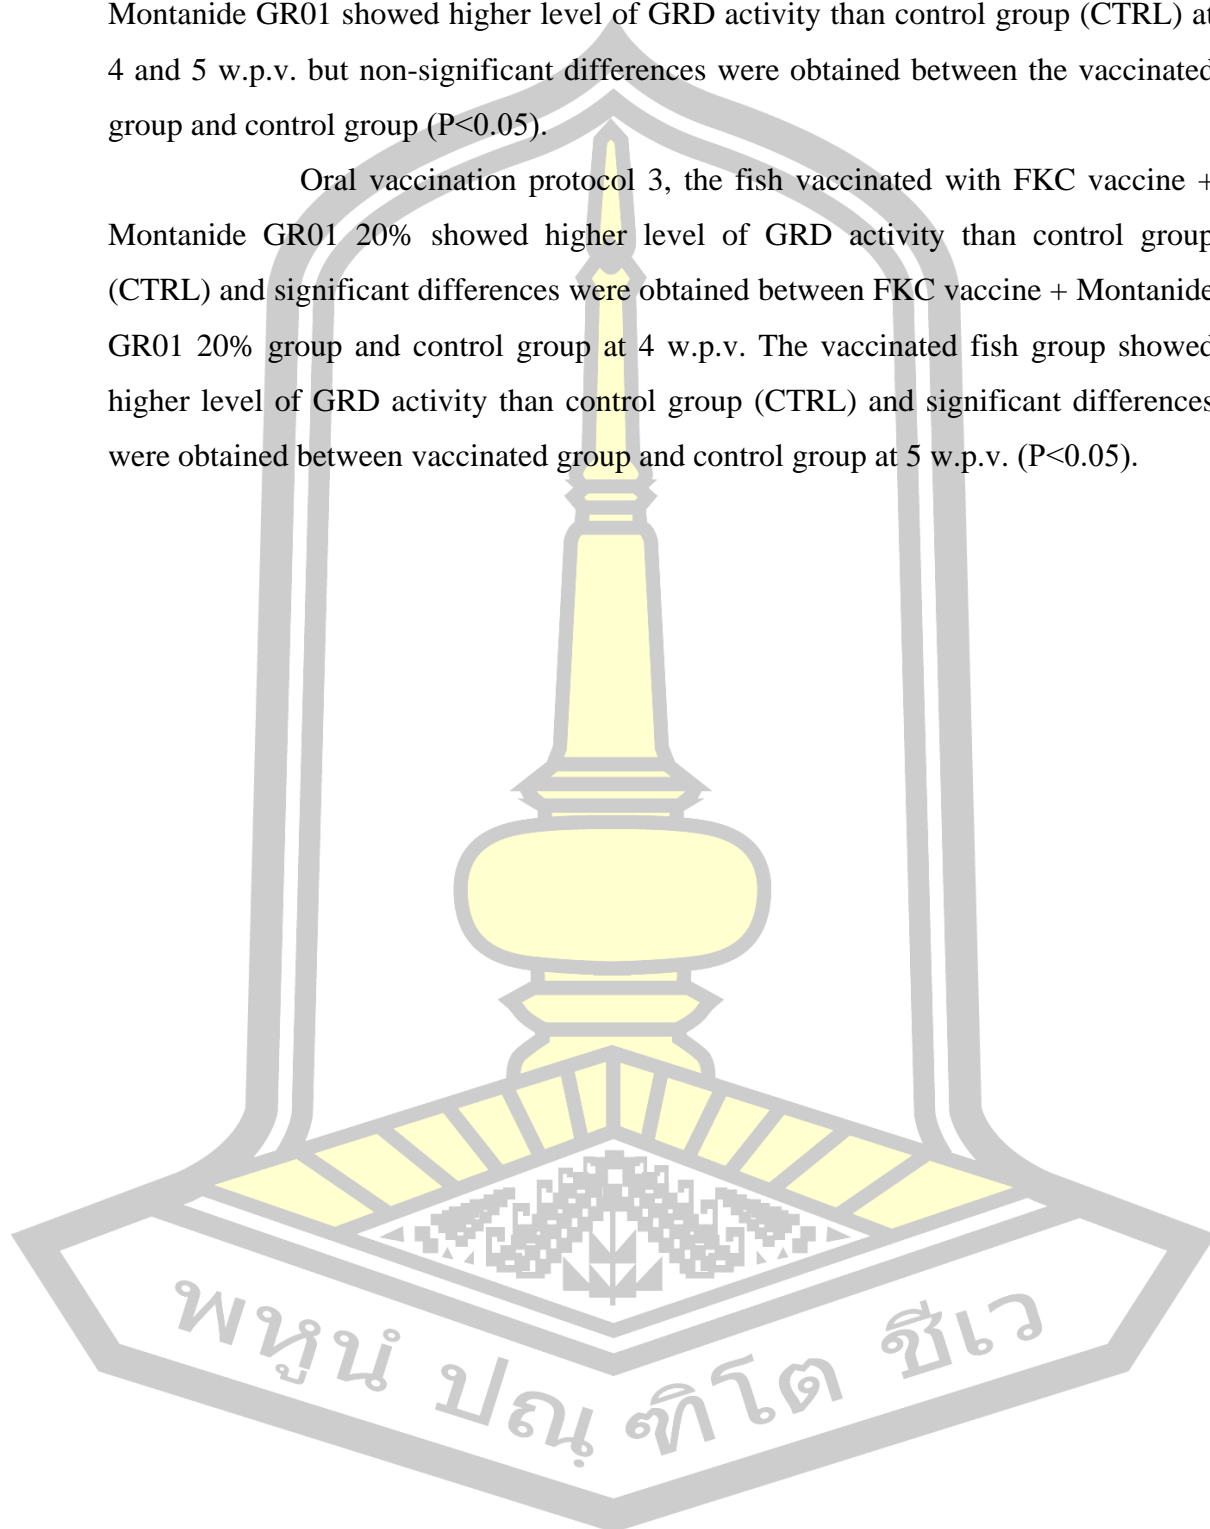 Montanide GR01 showed higher level of GRD activity than control group (CTRL) at
4 and 5 w.p.v. but non-significant differences were obtained between the vaccinated
group and control group (P<0.05).
Oral vaccination protocol 3, the fish vaccinated with FKC vaccine +
Montanide GR01 20% showed higher level of GRD activity than control group
(CTRL) and significant differences were obtained between FKC vaccine + Montanide
GR01 20% group and control group at 4 w.p.v. The vaccinated fish group showed
higher level of GRD activity than control group (CTRL) and significant differences
were obtained between vaccinated group and control group at 5 w.p.v. (P<0.05).
พหูนํ ปณฺ ฑิโต ชีเว